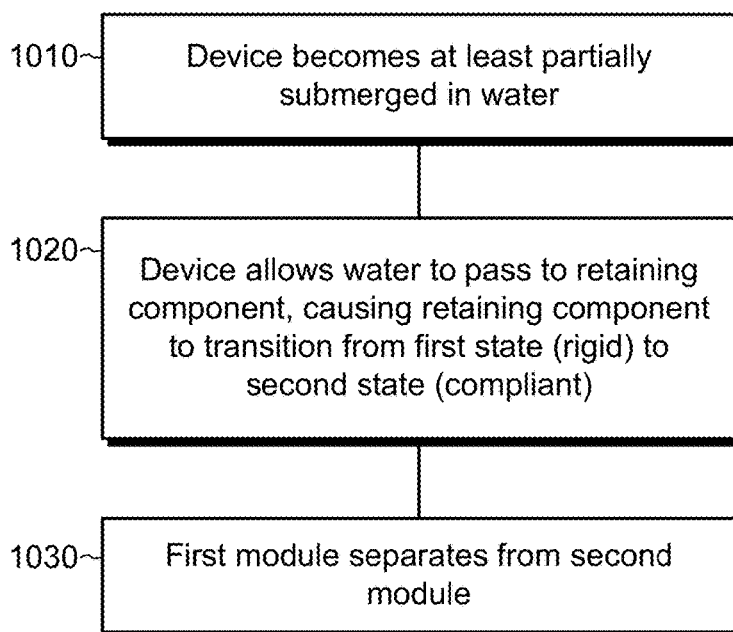 1010
Device becomes at least partially
submerged in water
1020
Device allows water to pass to retaining
component, causing retaining component
to transition from first state (rigid) to
second state (compliant)
1030
First module separates from second
module